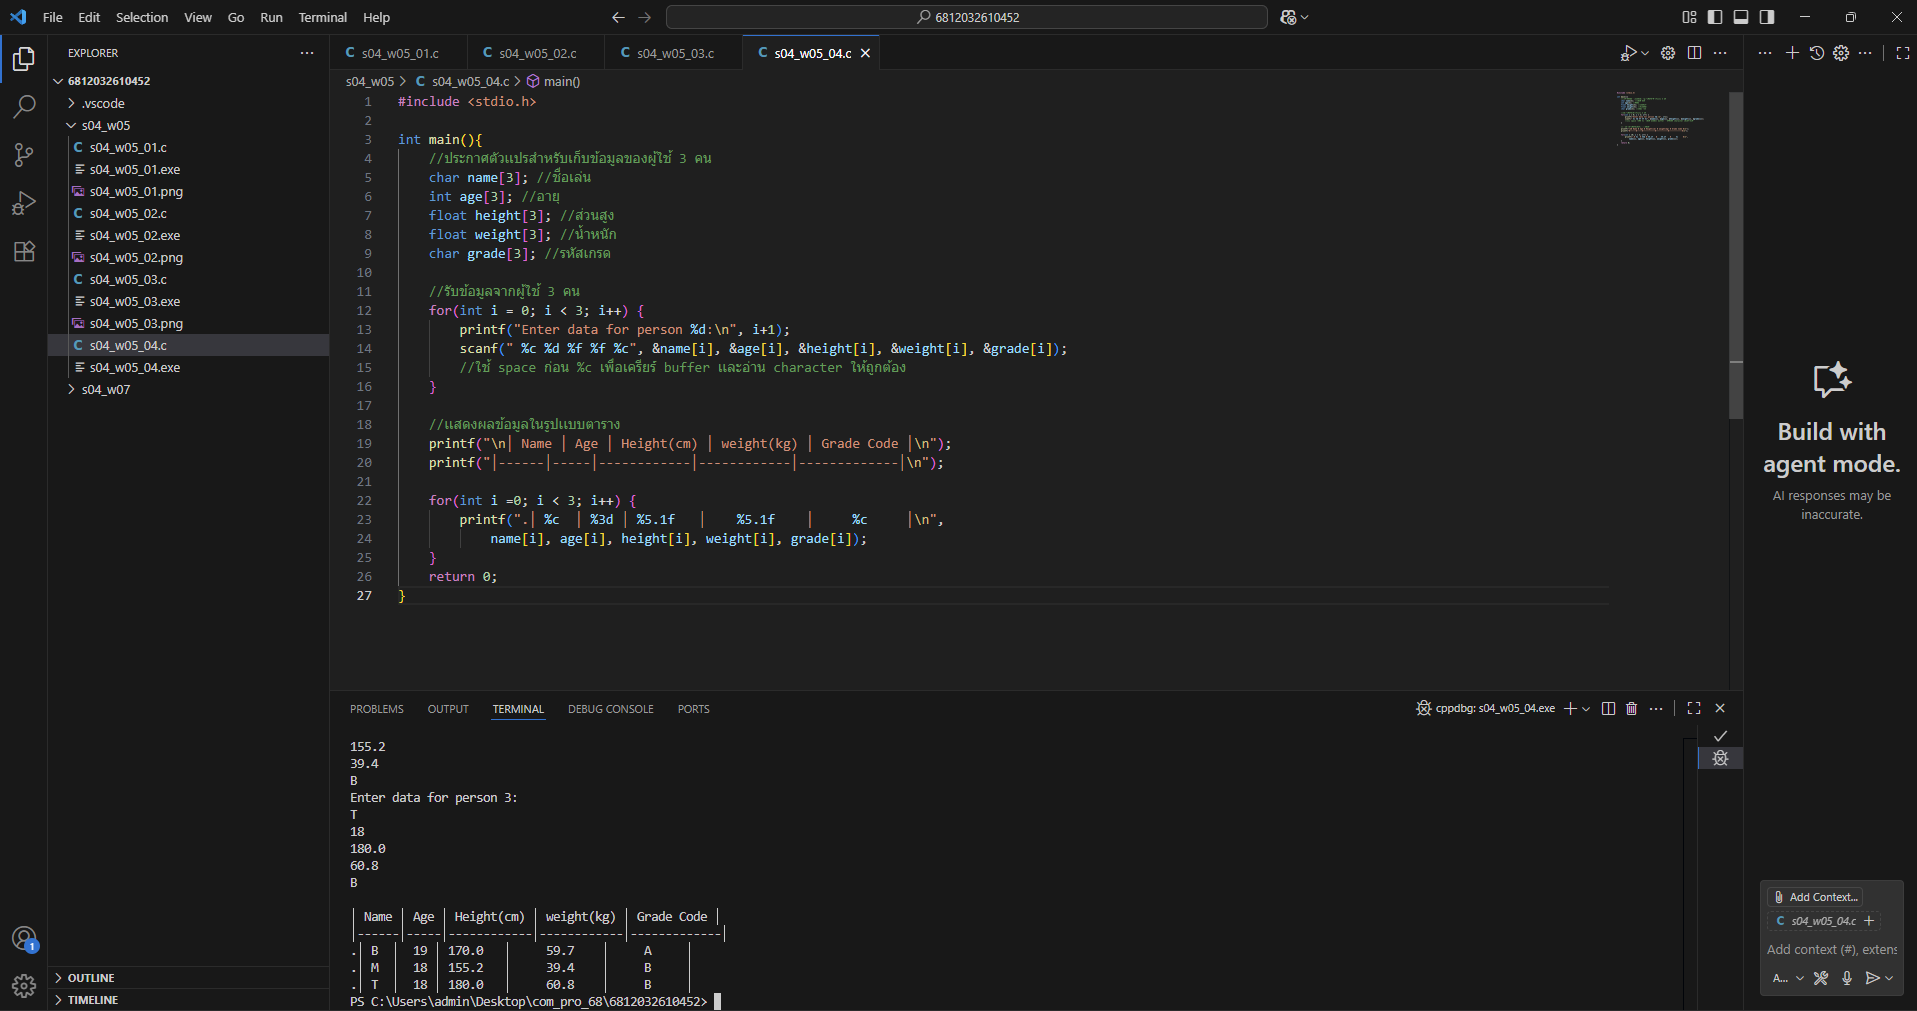 File Edit Selection View Go Run Terminal Help
6812032610452
EXPLORER
6812032610452
.vscode
s04_w05
s04_w05_01.c
s04_w05_01.exe
s04_w05_01.png
s04_w05_02.c
s04_w05_02.exe
s04_w05_02.png
s04_w05_03.c
s04_w05_03.exe
s04_w05_03.png
s04_w05_04.c
s04_w05_04.exe
s04_w07
OUTLINE
TIMELINE
1
s04_w05_01.c s04_w05_02.c s04_w05_03.c s04_w05_04.c
s04_w05 > C s04_w05_04.c > main()
1 #include <stdio.h>
2
3 int main(){
4 //ประกาศตัวแปรสำหรับเก็บข้อมูลของผู้ใช้ 3 คน
5 char name[3]; //ชื่อเล่น
6 int age[3]; //อายุ
7 float height[3]; //ส่วนสูง
8 float weight[3]; //น้ำหนัก
9 char grade[3]; //รหัสเกรด
10
11 //รับข้อมูลจากผู้ใช้ 3 คน
12 for(int i = 0; i < 3; i++) {
13 printf("Enter data for person %d:\n", i+1);
14 scanf(" %c %d %f %f %c", &name[i], &age[i], &height[i], &weight[i], &grade[i]);
15 //ใช้ space ก่อน %c เพื่อเครียร์ buffer และอ่าน character ให้ถูกต้อง
16 }
17
18 //แสดงผลข้อมูลในรูปแบบตาราง
19 printf("\n| Name | Age | Height(cm) | weight(kg) | Grade Code |\n");
20 printf("|------|-----|------------|------------|-------------|\n");
21
22 for(int i =0; i < 3; i++) {
23 printf(".| %c  | %3d | %5.1f   |    %5.1f    |     %c     |\n",
24 name[i], age[i], height[i], weight[i], grade[i]);
25 }
26 return 0;
27 }
PROBLEMS OUTPUT TERMINAL DEBUG CONSOLE PORTS
cppdbg: s04_w05_04.exe
155.2
39.4
B
Enter data for person 3:
T
18
180.0
60.8
B
| Name | Age | Height(cm) | weight(kg) | Grade Code |
|------|-----|------------|------------|-------------|
.| B  |  19 | 170.0   |     59.7    |     A     |
.| M  |  18 | 155.2   |     39.4    |     B     |
.| T  |  18 | 180.0   |     60.8    |     B     |
PS C:\Users\admin\Desktop\com_pro_68\6812032610452>
Build with
agent mode.
AI responses may be
inaccurate.
Add Context...
C s04_w05_04.c +
Add context (#), extens
A...